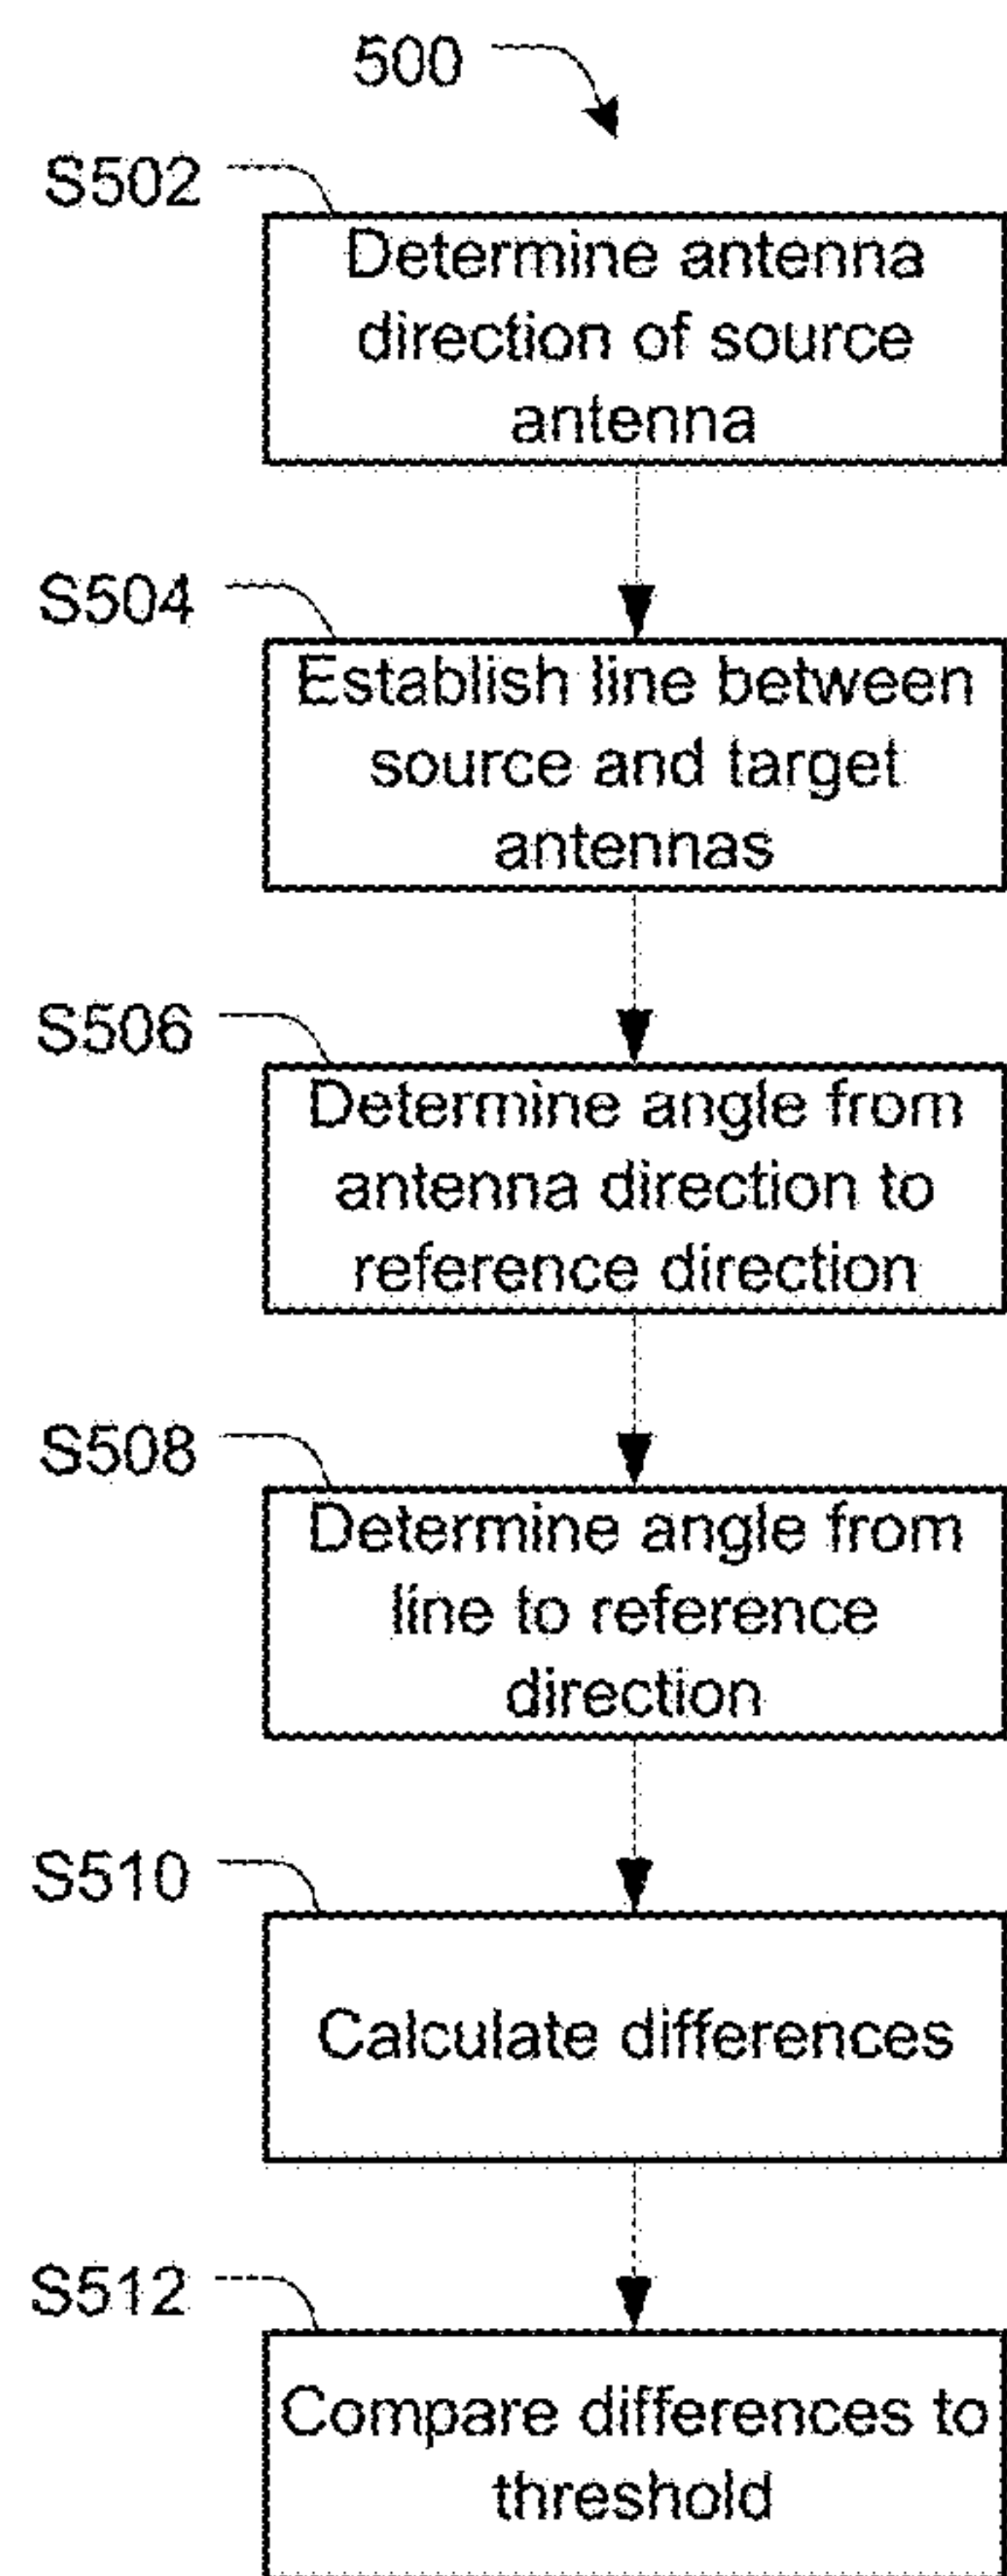 500
S502
Determine antenna
direction of source
antenna
S504
Establish line between
source and target
antennas
S506
Determine angle from
antenna direction to
reference direction
S508
Determine angle from
line to reference
direction
S510
Calculate differences
S512
Compare differences to
threshold